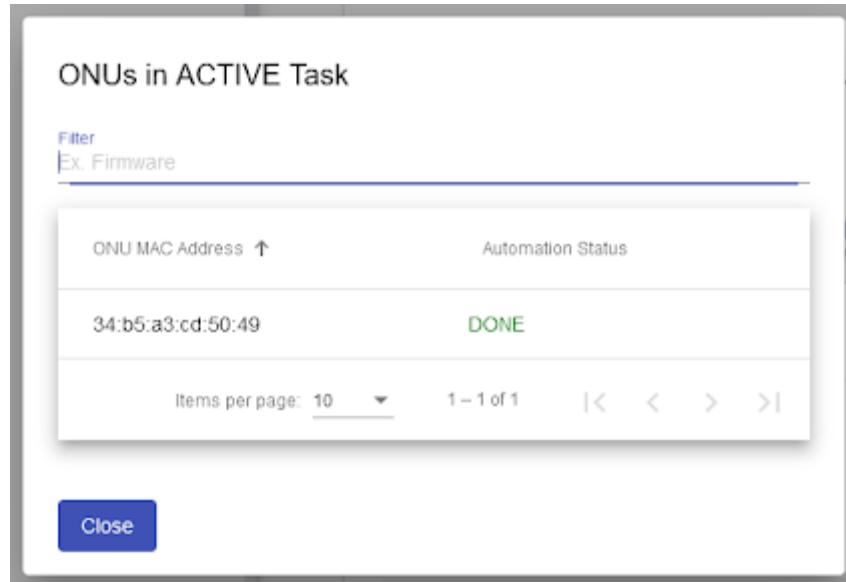 ONUs in ACTIVE Task
Filter
Ex. Firmware
ONU MAC Address ↑ Automation Status
34:b5:a3:cd:50:49 DONE
Items per page: 10 1 – 1 of 1
Close